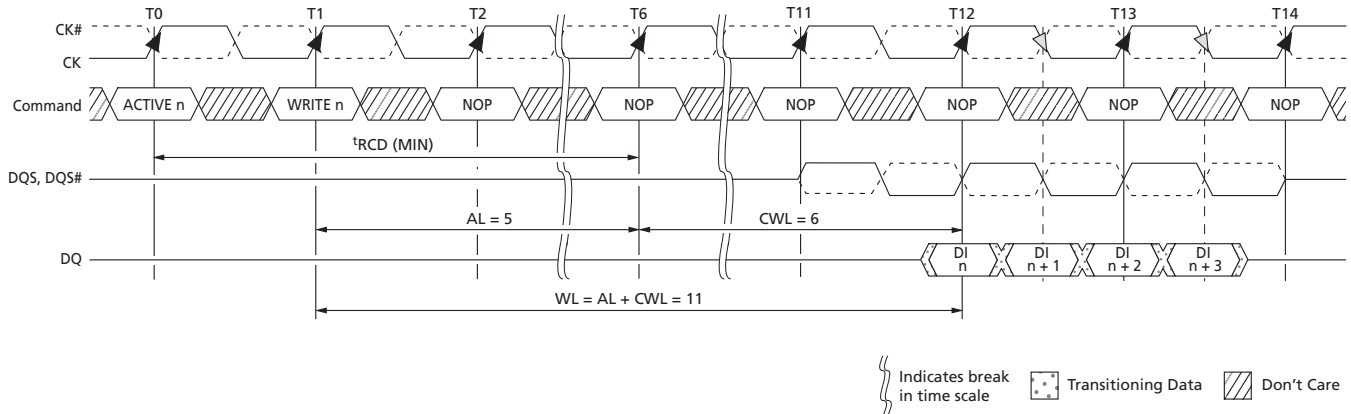 T0 T1 T2 T6 T11 T12 T13 T14
CK#
CK
Command ACTIVE n WRITE n NOP NOP NOP NOP NOP NOP
tRCD (MIN)
DQS, DQS#
AL = 5 CWL = 6
DQ DI n DI n + 1 DI n + 2 DI n + 3
WL = AL + CWL = 11
Indicates break
in time scale
Transitioning Data
Don't Care